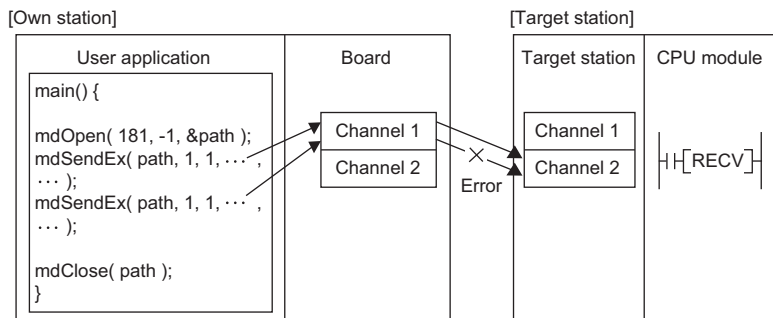 [Own station]
[Target station]
User application
Board
Target station
CPU module
main() {
mdOpen( 181, -1, &path );
mdSendEx( path, 1, 1, ··· ,
··· );
mdSendEx( path, 1, 1, ··· ,
··· );
mdClose( path );
}
Channel 1
Channel 2
Error
Channel 1
Channel 2
RECV